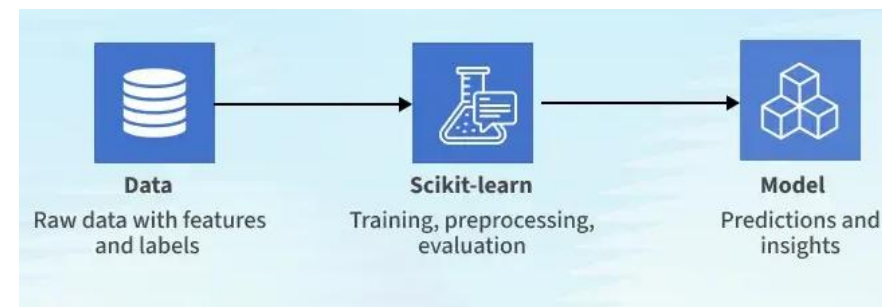 Data
Raw data with features
and labels
Scikit-learn
Training, preprocessing,
evaluation
Model
Predictions and
insights